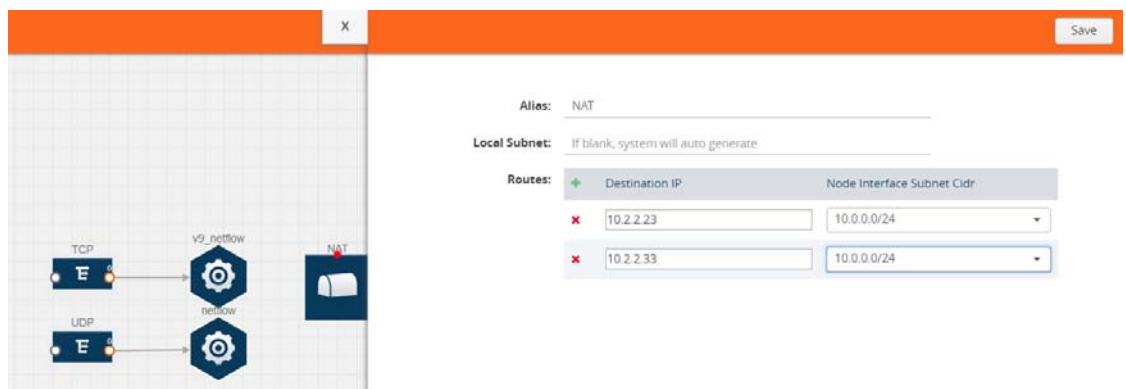 X
Save
Alias: NAT
Local Subnet: If blank, system will auto generate
Routes: + Destination IP Node Interface Subnet Cidr
x 10.2.2.23 10.0.0.0/24
x 10.2.2.33 10.0.0.0/24
TCP v9_netflow NAT
E
netflow
UDP
E